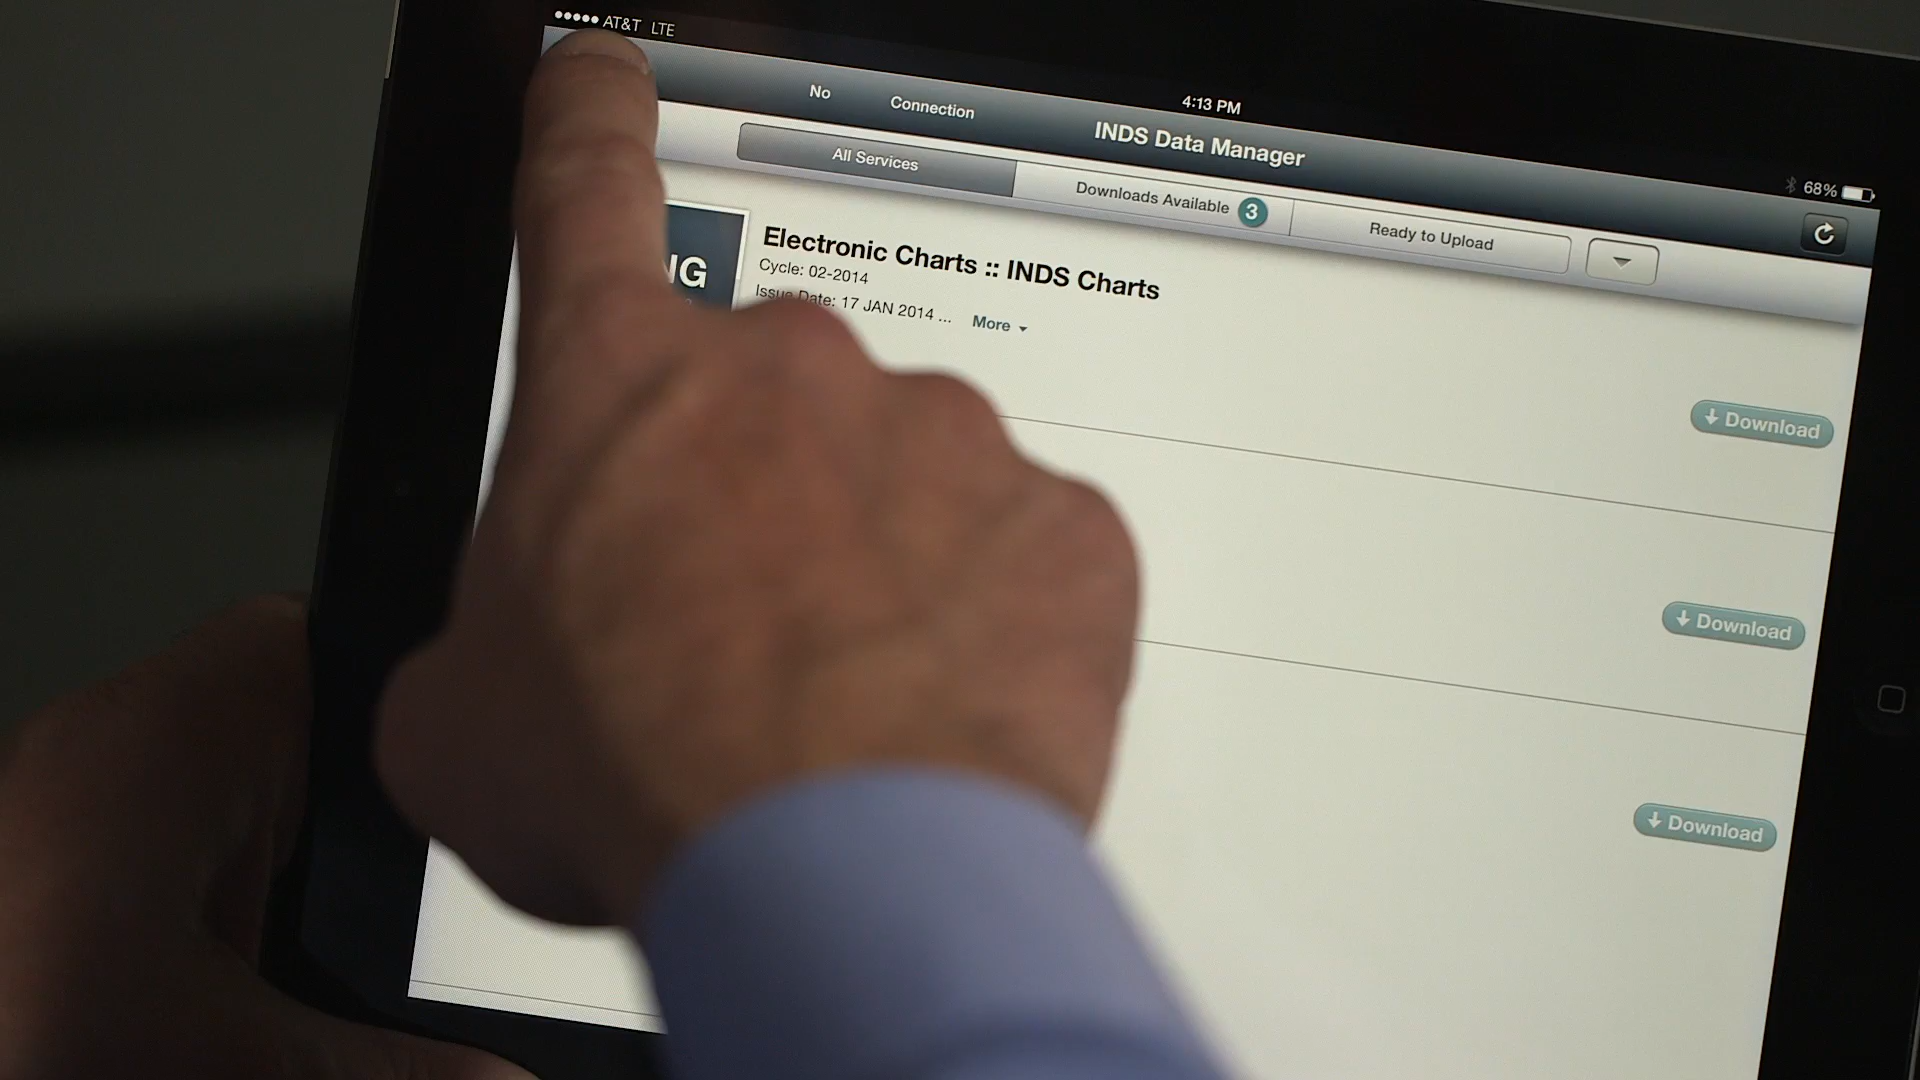 AT&T LTE
4:13 PM
68%
No Connection
INDS Data Manager
All Services
Downloads Available 3
Ready to Upload
Electronic Charts :: INDS Charts
Cycle: 02-2014
Issue Date: 17 JAN 2014 ...
More
Download
Download
Download